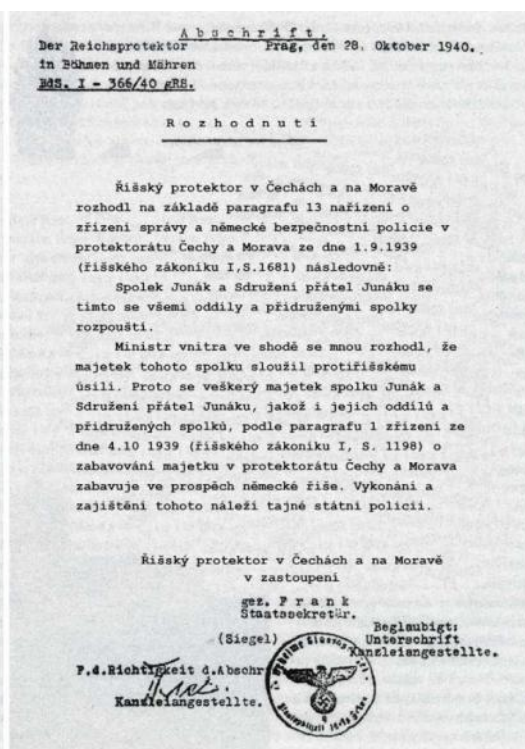 Abschrift.
Der Reichsprotektor Prag, den 28. Oktober 1940.
in Böhmen und Mähren
BdS. I - 366/40 gRS.
Rozhodnutí
Říšský protektor v Čechách a na Moravě
rozhodl na základě paragrafu 13 nařízení o
zřízení správy a německé bezpečnostní policie v
protektorátu Čechy a Morava ze dne 1.9.1939
(říšského zákoníku I,S.1681) následovně:
Spolek Junák a Sdružení přátel Junáku se
tímto se všemi oddíly a přidruženými spolky
rozpouští.
Ministr vnitra ve shodě se mnou rozhodl, že
majetek tohoto spolku sloužil protiříšskému
úsilí. Proto se veškerý majetek spolku Junák a
Sdružení přátel Junáku, jakož i jejich oddílů a
přidružených spolků, podle paragrafu 1 zřízení ze
dne 4.10 1939 (říšského zákoníku I, S. 1198) o
zabavování majetku v protektorátu Čechy a Morava
zabavuje ve prospěch německé říše. Vykonání a
zajištění tohoto náleží tajné státní policii.
Říšský protektor v Čechách a na Moravě
v zastoupení
gez. Frank
Staatssekretär.
(Siegel)
Beglaubigt:
Unterschrift
Kanzleiangestellte.
F.d.Richtigkeit d.Abschr
Kanzleiangestellte.